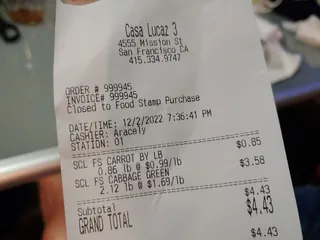 Casa Lucaz 3
4555 Mission St
San Francisco CA
415.334.9747
ORDER # 999945
INVOICE# 999945
Closed to Food Stamp Purchase
DATE/TIME: 12/2/2022 7:36:41 PM
CASHIER: Aracely
STATION: 01
SCL FS CARROT BY LB $0.85
0.86 lb @ $0.99/lb
SCL FS CABBAGE GREEN $3.58
2.12 lb @ $1.69/lb
Subtotal $4.43
GRAND TOTAL $4.43
$4.43